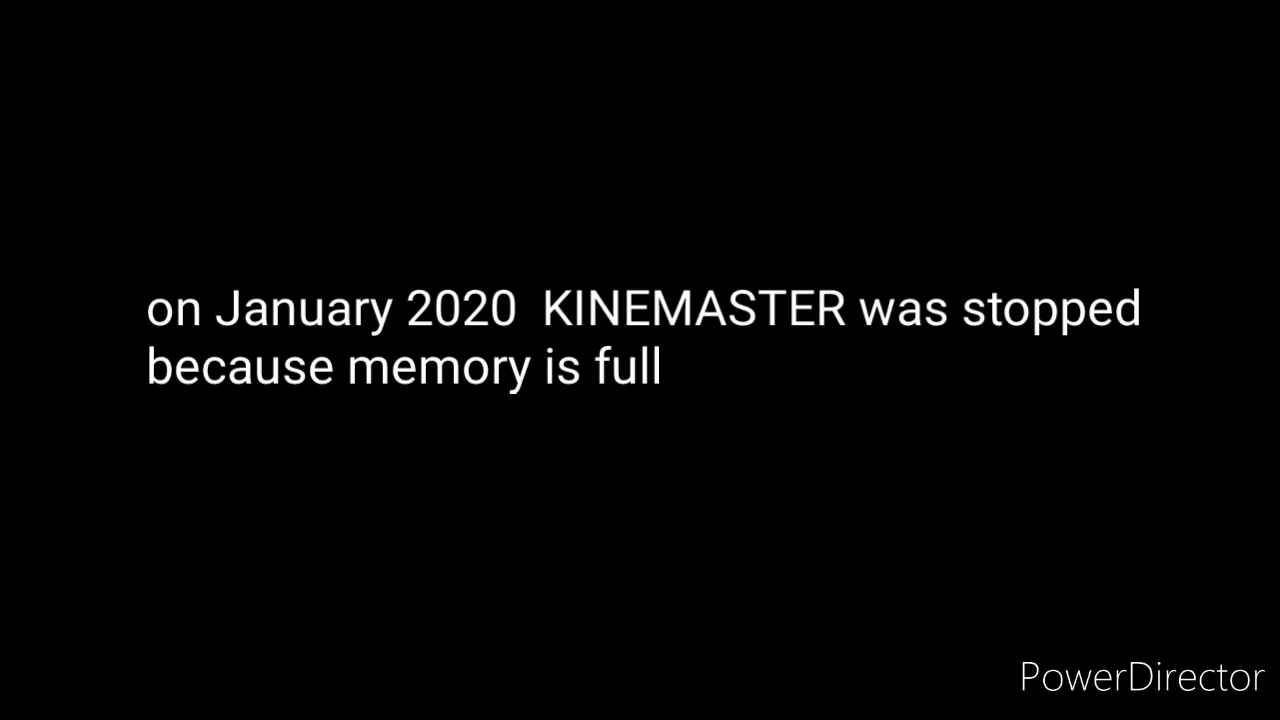 on January 2020  KINEMASTER was stopped
because memory is full
PowerDirector